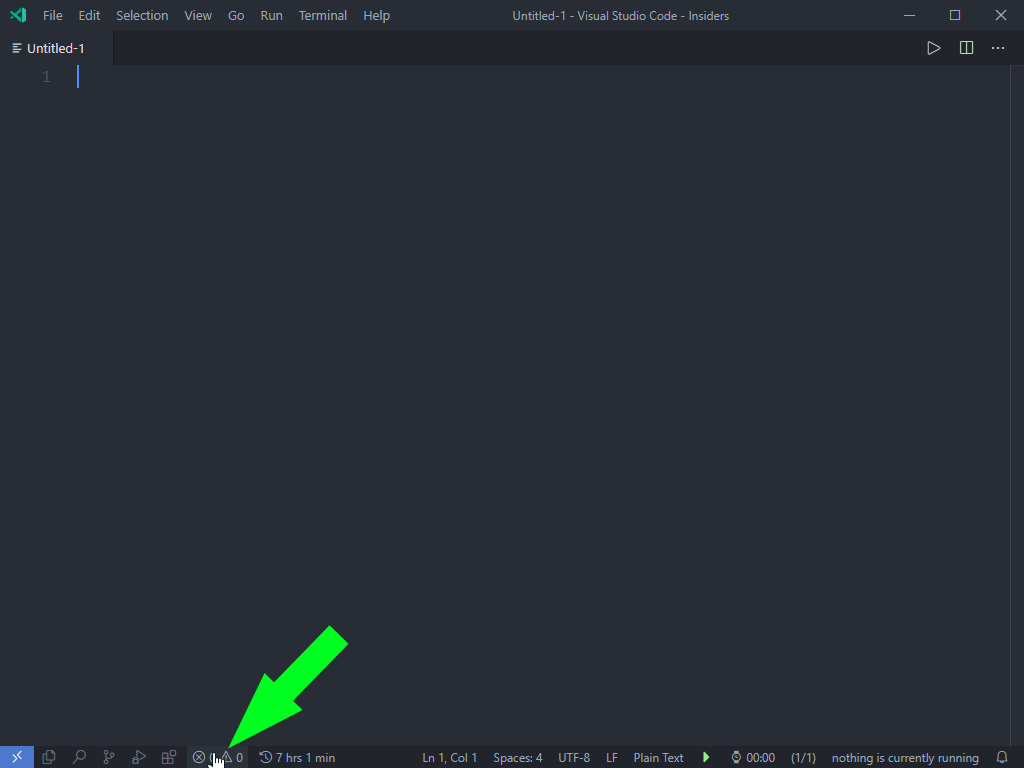 File Edit Selection View Go Run Terminal Help Untitled-1 - Visual Studio Code - Insiders
Untitled-1
1
0 7 hrs 1 min Ln 1, Col 1 Spaces: 4 UTF-8 LF Plain Text 00:00 (1/1) nothing is currently running